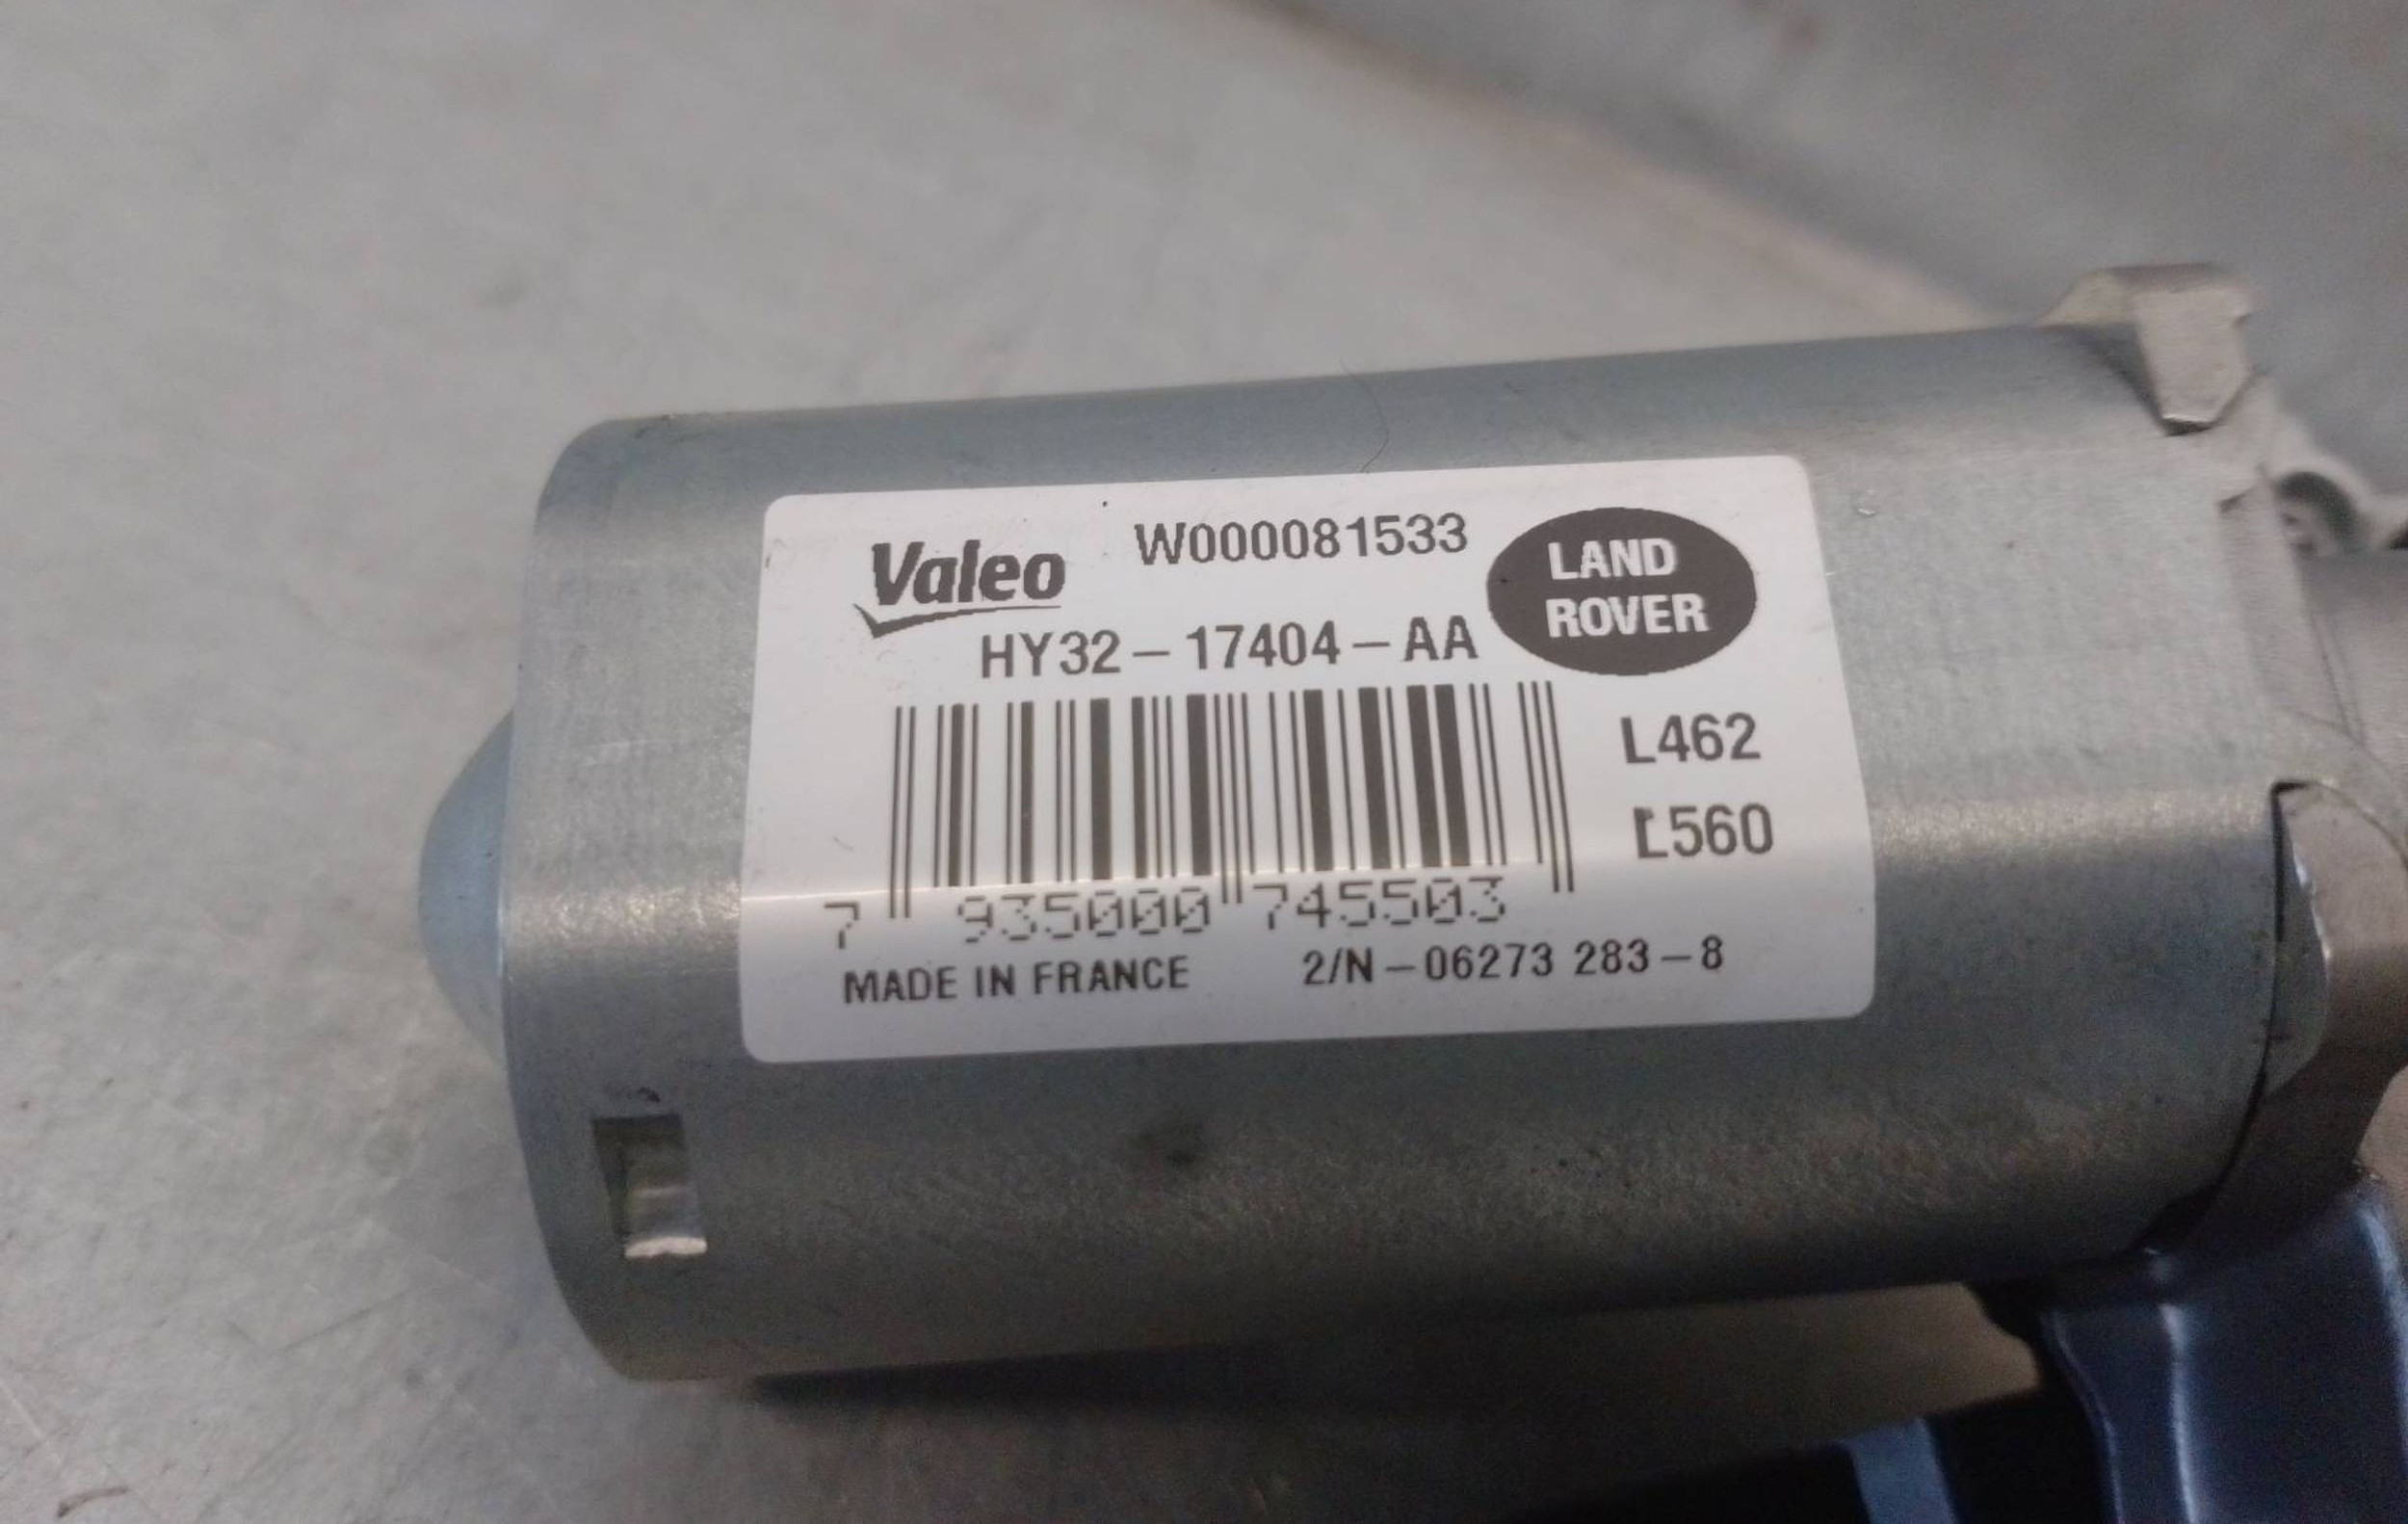 Valeo W000081533
LAND
ROVER
HY32-17404-AA
L462
L560
7 935000 745503
MADE IN FRANCE 2/N-06273 283-8